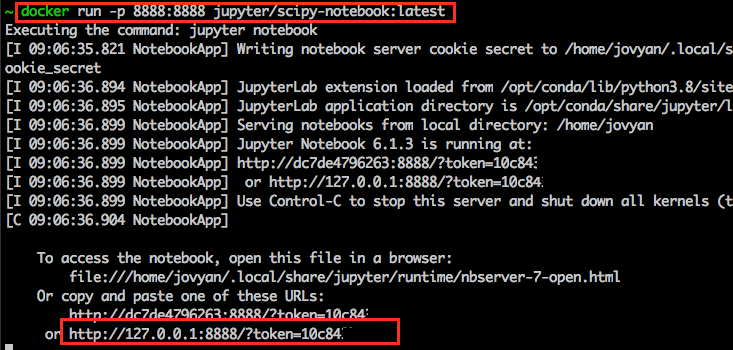 ~ docker run -p 8888:8888 jupyter/scipy-notebook:latest
Executing the command: jupyter notebook
[I 09:06:35.821 NotebookApp] Writing notebook server cookie secret to /home/jovyan/.local/s
ookie_secret
[I 09:06:36.894 NotebookApp] JupyterLab extension loaded from /opt/conda/lib/python3.8/site
[I 09:06:36.895 NotebookApp] JupyterLab application directory is /opt/conda/share/jupyter/l
[I 09:06:36.899 NotebookApp] Serving notebooks from local directory: /home/jovyan
[I 09:06:36.899 NotebookApp] Jupyter Notebook 6.1.3 is running at:
[I 09:06:36.899 NotebookApp] http://dc7de4796263:8888/?token=10c84
[I 09:06:36.899 NotebookApp]  or http://127.0.0.1:8888/?token=10c84
[I 09:06:36.899 NotebookApp] Use Control-C to stop this server and shut down all kernels (t
[C 09:06:36.904 NotebookApp]
To access the notebook, open this file in a browser:
file:///home/jovyan/.local/share/jupyter/runtime/nbserver-7-open.html
Or copy and paste one of these URLs:
http://dc7de4796263:8888/?token=10c84
or http://127.0.0.1:8888/?token=10c84